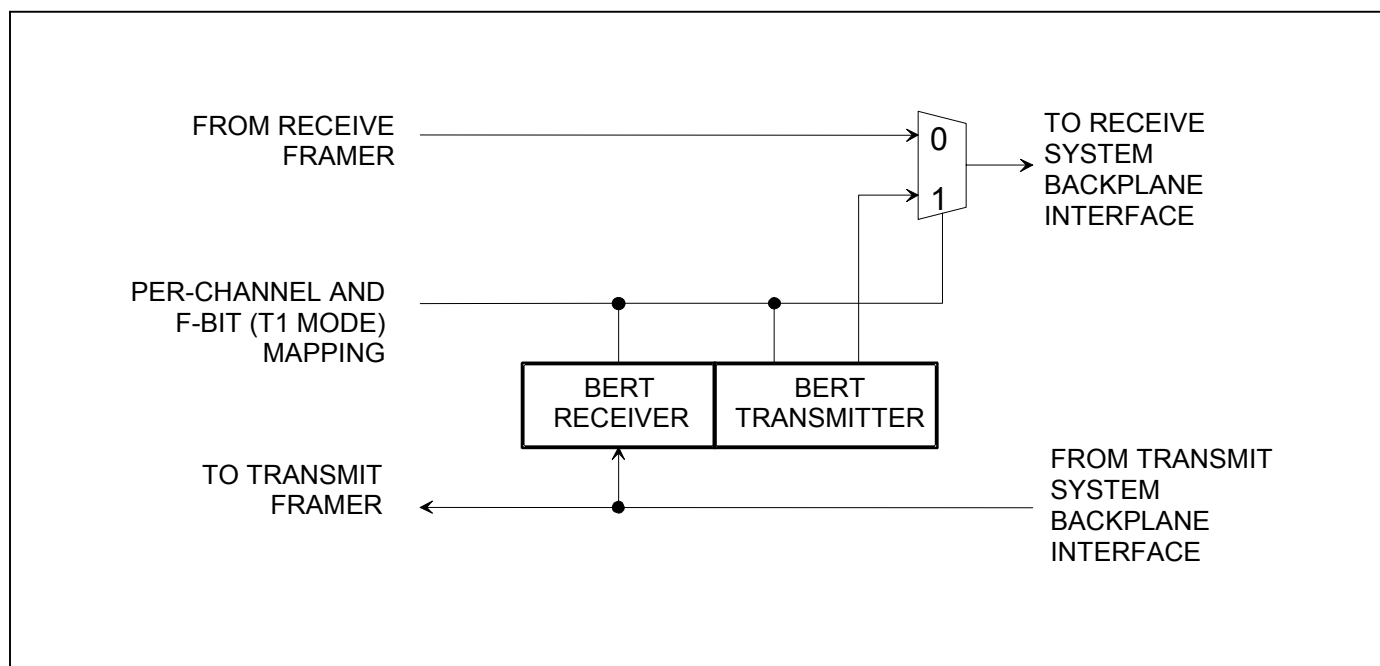 FROM RECEIVE
FRAMER
0
1
TO RECEIVE
SYSTEM
BACKPLANE
INTERFACE
PER-CHANNEL AND
F-BIT (T1 MODE)
MAPPING
BERT
RECEIVER
BERT
TRANSMITTER
TO TRANSMIT
FRAMER
FROM TRANSMIT
SYSTEM
BACKPLANE
INTERFACE